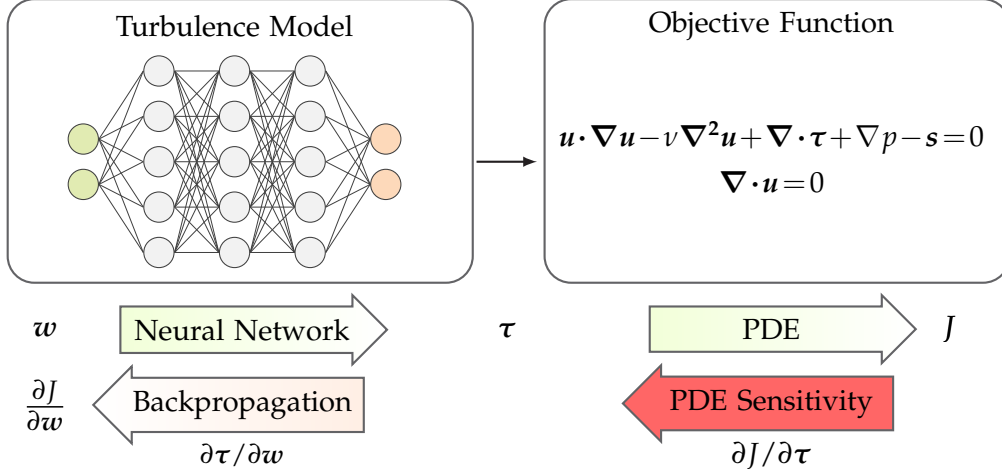 Turbulence Model
Objective Function
u·∇u−ν∇²u+∇·τ+∇p−s=0
∇·u=0
w
Neural Network
τ
PDE
J
∂J/∂w
Backpropagation
PDE Sensitivity
∂τ/∂w
∂J/∂τ